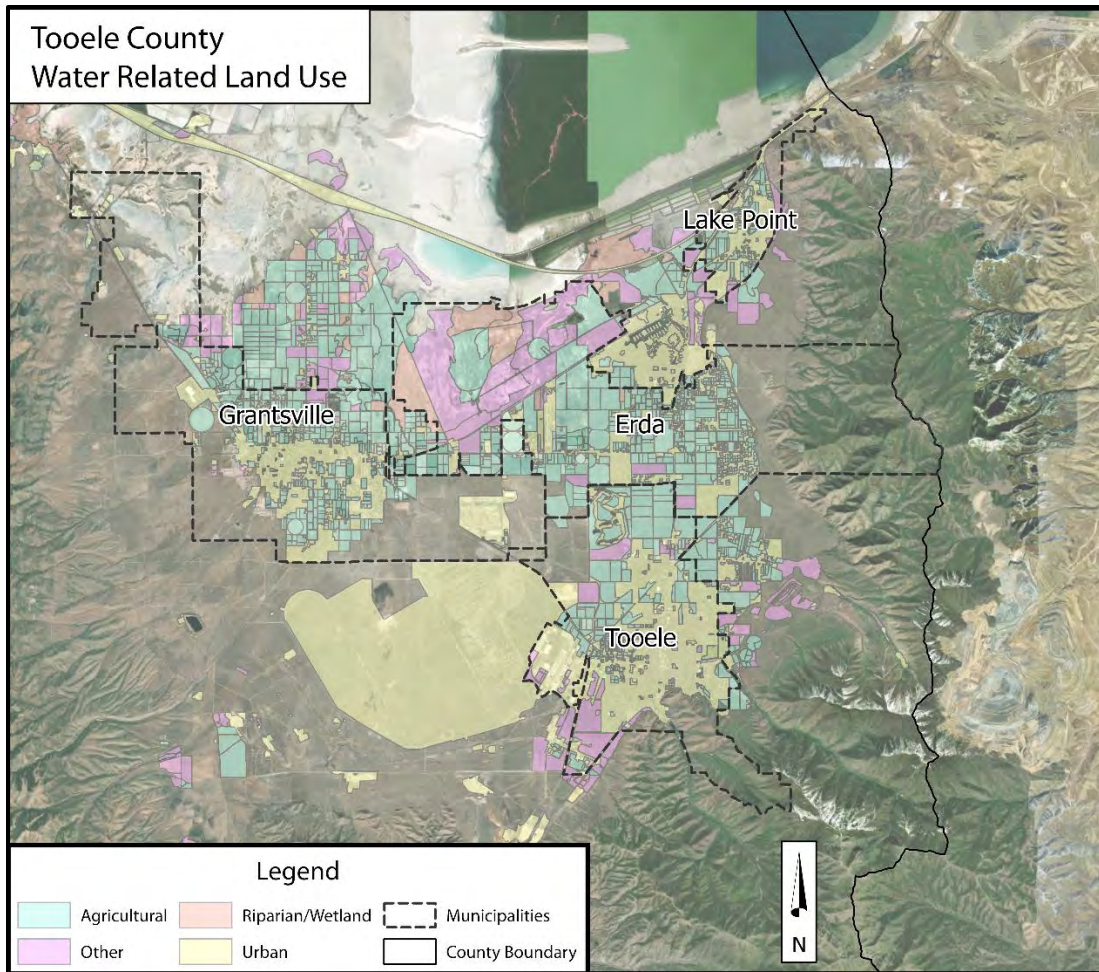 Tooele County
Water Related Land Use
Lake Point
Grantsville
Erda
Tooele
Legend
Agricultural
Riparian/Wetland
Municipalities
Other
Urban
County Boundary
N